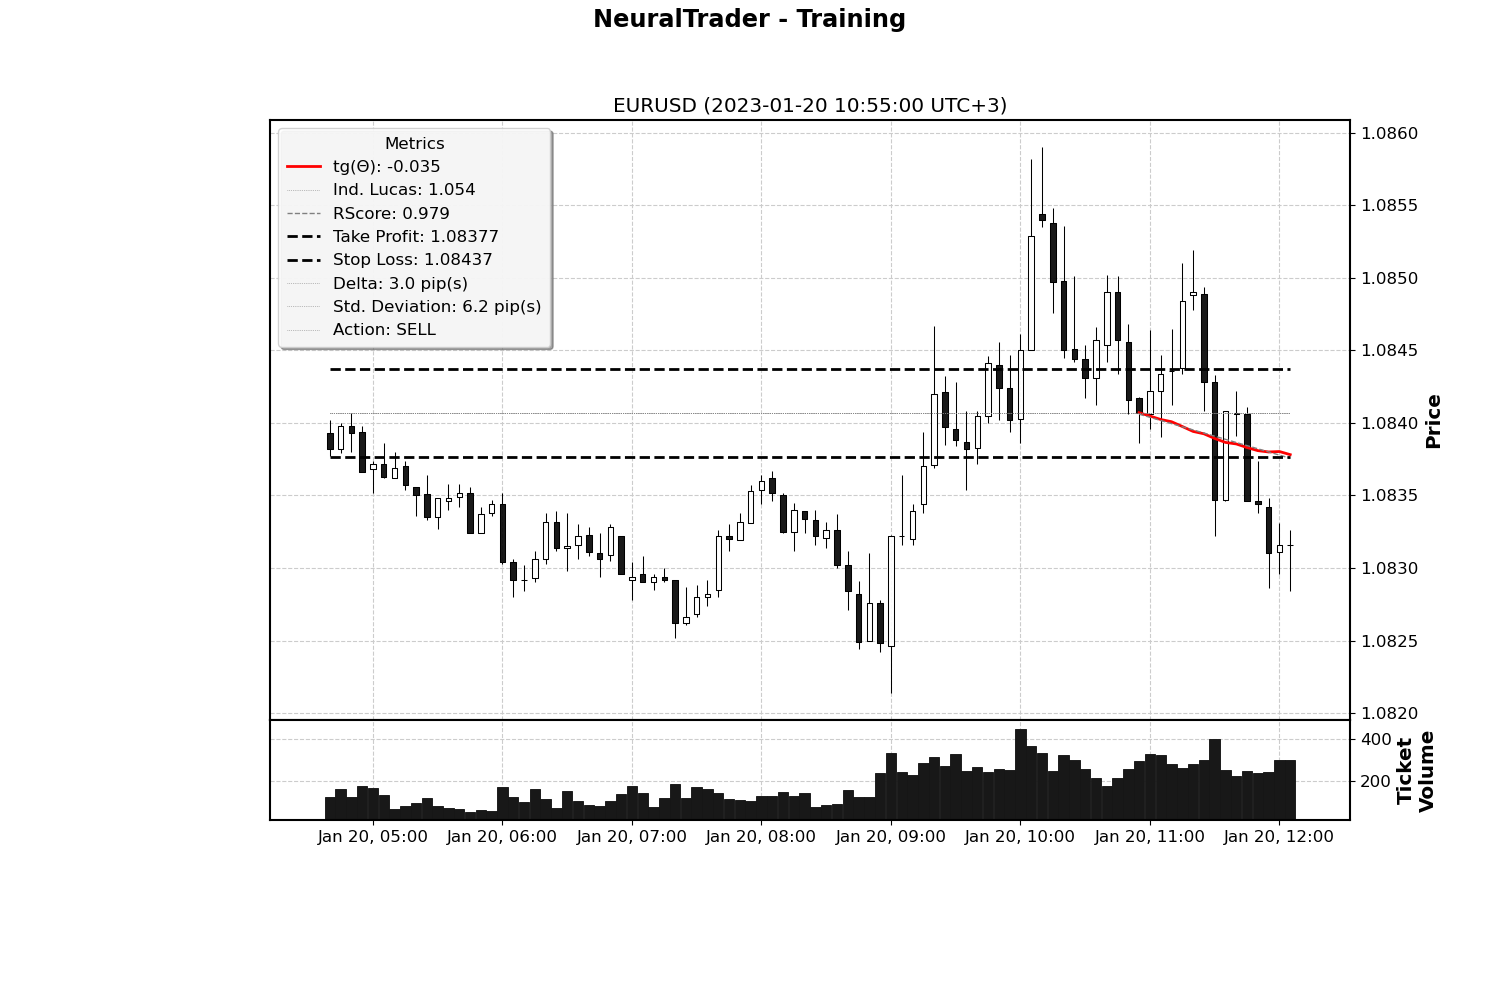 NeuralTrader - Training
EURUSD (2023-01-20 10:55:00 UTC+3)
Metrics
tg(Θ): -0.035
Ind. Lucas: 1.054
RScore: 0.979
Take Profit: 1.08377
Stop Loss: 1.08437
Delta: 3.0 pip(s)
Std. Deviation: 6.2 pip(s)
Action: SELL
1.0860
1.0855
1.0850
1.0845
1.0840
1.0835
1.0830
1.0825
1.0820
Price
400
200
Ticket
Volume
Jan 20, 05:00
Jan 20, 06:00
Jan 20, 07:00
Jan 20, 08:00
Jan 20, 09:00
Jan 20, 10:00
Jan 20, 11:00
Jan 20, 12:00